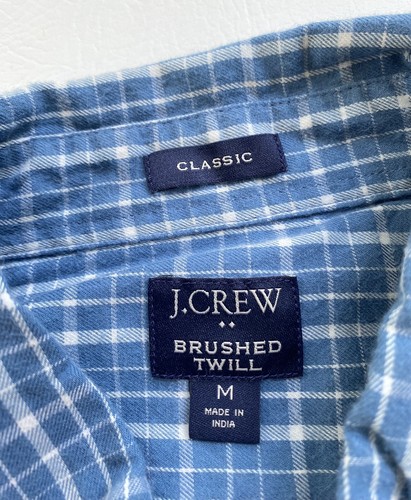 CLASSIC
J.CREW
BRUSHED
TWILL
M
MADE IN
INDIA